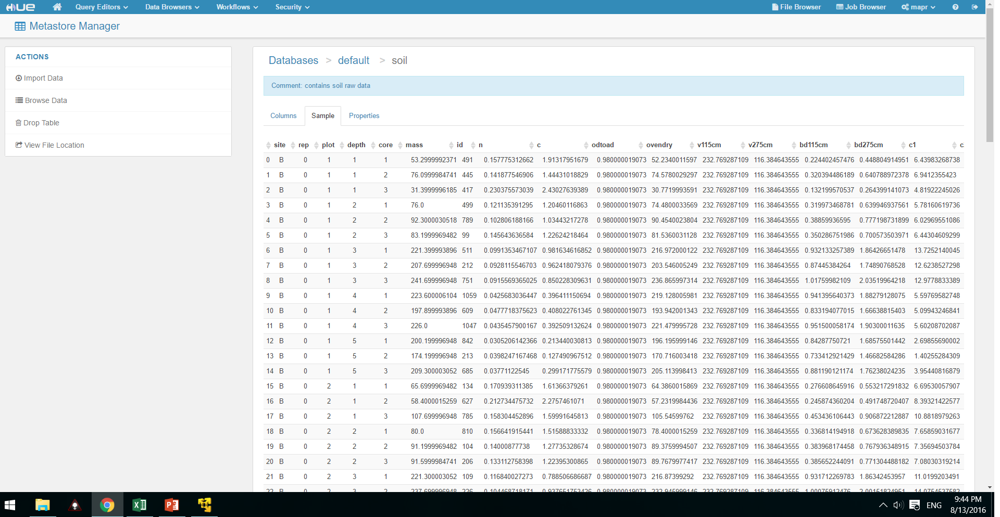 HUE Query Editors Data Browsers Workflows Security File Browser Job Browser mapr
Metastore Manager
ACTIONS
Import Data
Browse Data
Drop Table
View File Location
Databases > default > soil
Comment: contains soil raw data
Columns Sample Properties
site rep plot depth core mass id n c odtoad ovendry v115cm v275cm bd115cm bd275cm c1
0 B 0 1 1 1 53.2999992371 491 0.157775312662 1.91317951679 0.980000019073 52.2340011597 232.769287109 116.384643555 0.224402457476 0.448804914951 6.43983268738
1 B 0 1 1 2 76.0999984741 445 0.141877546906 1.44431018829 0.980000019073 74.5780029297 232.769287109 116.384643555 0.320394486189 0.640788972378 6.9412355423
2 B 0 1 1 3 31.3999996185 417 0.230375573039 2.43027639389 0.980000019073 30.7719993591 232.769287109 116.384643555 0.132199570537 0.264399141073 4.81922245026
3 B 0 1 2 1 76.0 499 0.121135391295 1.20460116863 0.980000019073 74.4800033569 232.769287109 116.384643555 0.319973468781 0.639946937561 5.78160619736
4 B 0 1 2 2 92.3000030518 789 0.102806188166 1.03443217278 0.980000019073 90.4540023804 232.769287109 116.384643555 0.38859936595 0.777198731899 6.02969551086
5 B 0 1 2 3 83.1999969482 99 0.145643636584 1.22624218464 0.980000019073 81.5360031128 232.769287109 116.384643555 0.350286751986 0.700573503971 6.44304609299
6 B 0 1 3 1 221.399993896 511 0.0991353467107 0.981634616852 0.980000019073 216.972000122 232.769287109 116.384643555 0.932133257389 1.86426651478 13.7252140045
7 B 0 1 3 2 207.699996948 212 0.0928115546703 0.962418079376 0.980000019073 203.546005249 232.769287109 116.384643555 0.87445384264 1.74890768528 12.6238527298
8 B 0 1 3 3 241.699996948 751 0.0915569365025 0.850228309631 0.980000019073 236.865997314 232.769287109 116.384643555 1.01759982109 2.03519964218 12.9778833389
9 B 0 1 4 1 223.600006104 1059 0.0425683036447 0.396411150694 0.980000019073 219.128005981 232.769287109 116.384643555 0.941395640373 1.88279128075 5.59769582748
10 B 0 1 4 2 197.899993896 609 0.0477718375623 0.408022761345 0.980000019073 193.942001343 232.769287109 116.384643555 0.833194077015 1.66638815403 5.09943246841
11 B 0 1 4 3 226.0 1047 0.0435457900167 0.392509132624 0.980000019073 221.479995728 232.769287109 116.384643555 0.951500058174 1.90300011635 5.60208702087
12 B 0 1 5 1 200.199996948 842 0.0305206142366 0.213440030813 0.980000019073 196.195999146 232.769287109 116.384643555 0.84287750721 1.68575501442 2.69855690002
13 B 0 1 5 2 174.199996948 213 0.0398247167468 0.127490967512 0.980000019073 170.716003418 232.769287109 116.384643555 0.733412921429 1.46682584286 1.40255284309
14 B 0 1 5 3 209.300003052 685 0.03771122545 0.299171775579 0.980000019073 205.113998413 232.769287109 116.384643555 0.881190121174 1.76238024235 3.95440816879
15 B 0 2 1 1 65.6999969482 134 0.170939311385 1.61366379261 0.980000019073 64.3860015869 232.769287109 116.384643555 0.276608645916 0.553217291832 6.69530057907
16 B 0 2 1 2 58.4000015259 627 0.212734475732 2.2757461071 0.980000019073 57.2319984436 232.769287109 116.384643555 0.245874360204 0.491748720407 8.39321422577
17 B 0 2 1 3 107.699996948 785 0.158304452896 1.59991645813 0.980000019073 105.54599762 232.769287109 116.384643555 0.453436106443 0.906872212887 10.8818979263
18 B 0 2 2 1 80.0 810 0.156641915441 1.51588833332 0.980000019073 78.4000015259 232.769287109 116.384643555 0.336814194918 0.673628389835 7.65859031677
19 B 0 2 2 2 91.1999969482 104 0.14000877738 1.27735328674 0.980000019073 89.3759994507 232.769287109 116.384643555 0.383968174458 0.767936348915 7.35694503784
20 B 0 2 2 3 91.5999984741 206 0.133112758398 1.22395300865 0.980000019073 89.7679977417 232.769287109 116.384643555 0.385652244091 0.771304488182 7.08030319214
21 B 0 2 3 1 221.300003052 109 0.116840027273 0.788506686687 0.980000019073 216.87399292 232.769287109 116.384643555 0.931712269783 1.86342453957 11.0199203491
22 B 0 2 3 2 237.699996948 226 0.104468718171 0.937651753426 0.980000019073 232.945999146 232.769287109 116.384643555 1.00075912476 2.00151824951 14.0754537582
ENG
9:44 PM
8/13/2016